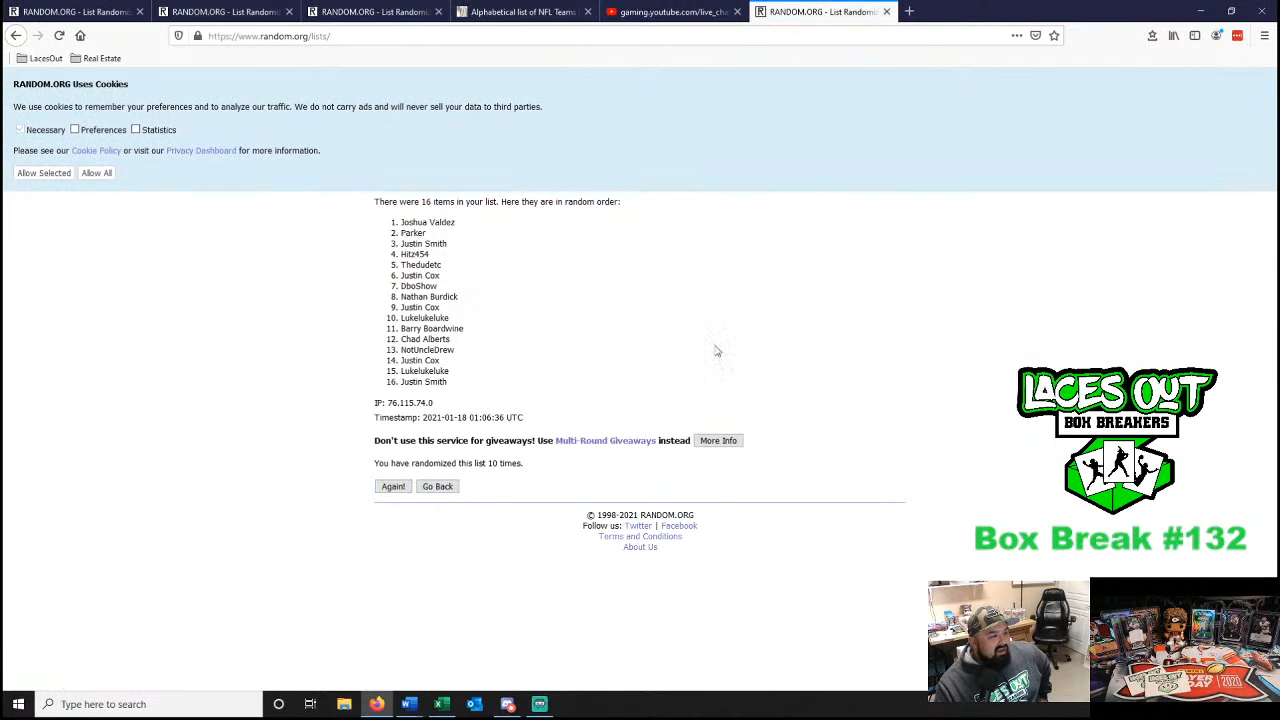 RANDOM.ORG - List Randomi
RANDOM.ORG - List Randomi
RANDOM.ORG - List Randomi
Alphabetical list of NFL Teams
gaming.youtube.com/live_cha
RANDOM.ORG - List Randomi
https://www.random.org/lists/
LacesOut
Real Estate
RANDOM.ORG Uses Cookies
We use cookies to remember your preferences and to analyze our traffic. We do not carry ads and will never sell your data to third parties.
Necessary Preferences Statistics
Please see our Cookie Policy or visit our Privacy Dashboard for more information.
Allow Selected Allow All
There were 16 items in your list. Here they are in random order:
1. Joshua Valdez
2. Parker
3. Justin Smith
4. Hitz454
5. Thedudetc
6. Justin Cox
7. DboShow
8. Nathan Burdick
9. Justin Cox
10. Lukelukeluke
11. Barry Boardwine
12. Chad Alberts
13. NotUncleDrew
14. Justin Cox
15. Lukelukeluke
16. Justin Smith
IP: 76.115.74.0
Timestamp: 2021-01-18 01:06:36 UTC
Don't use this service for giveaways! Use Multi-Round Giveaways instead More Info
You have randomized this list 10 times.
Again! Go Back
© 1998-2021 RANDOM.ORG
Follow us: Twitter | Facebook
Terms and Conditions
About Us
LACES OUT
BOX BREAKERS
Box Break #132
LACES OUT
2020
Type here to search